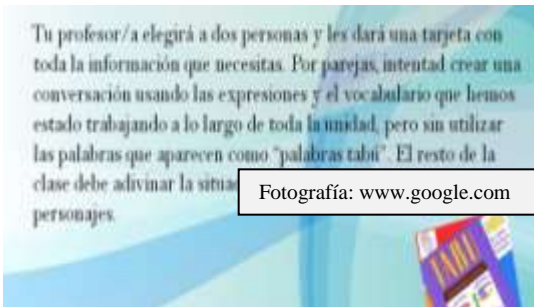 Tu profesor/a elegirá a dos personas y les dará una tarjeta con
toda la información que necesitas. Por parejas, intentad crear una
conversación usando las expresiones y el vocabulario que hemos
estado trabajando a lo largo de toda la unidad, pero sin utilizar
las palabras que aparecen como "palabras tabú". El resto de la
clase debe adivinar la
Fotografía: www.google.com
personajes.
TABU